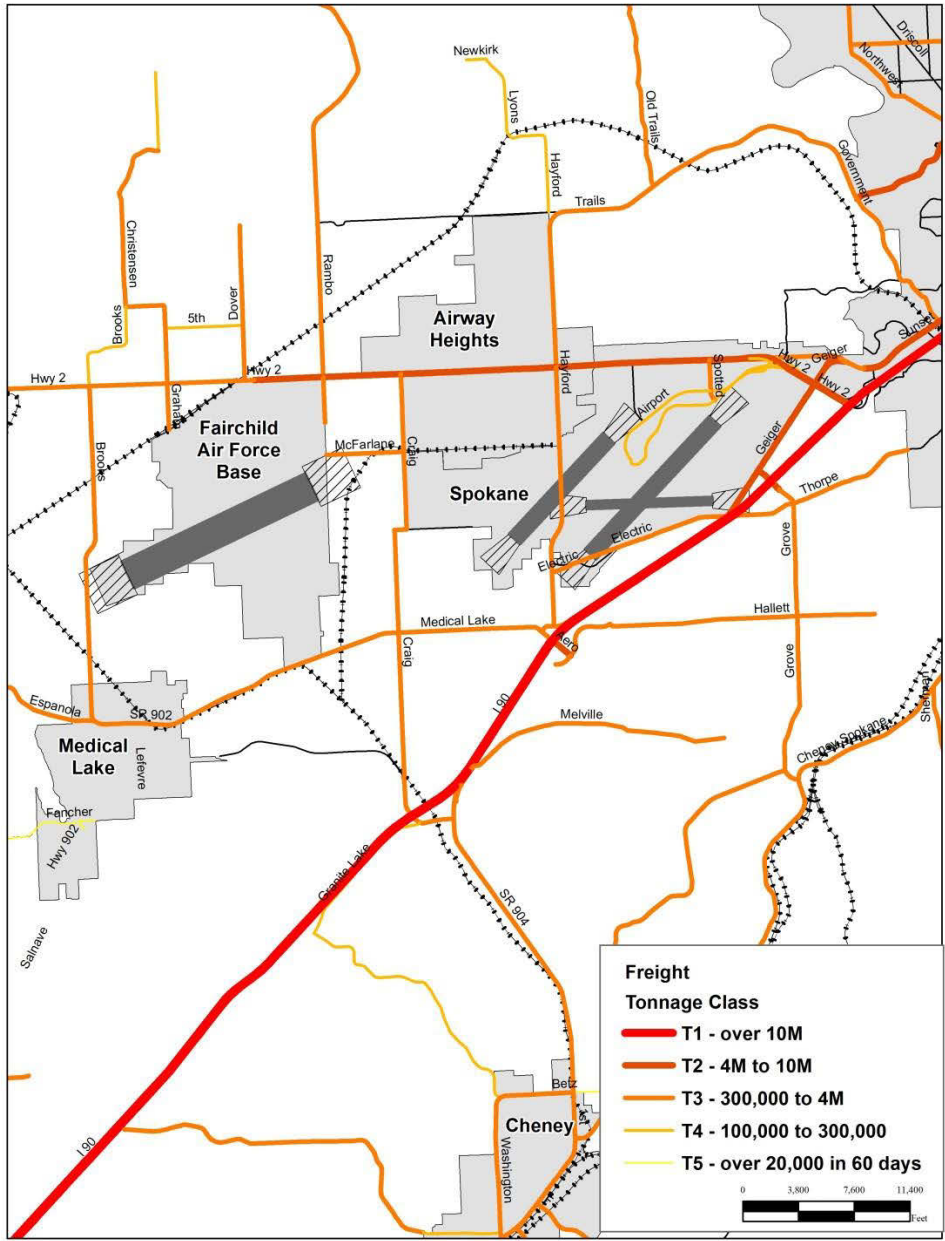 Driscoll
Northwest
Newkirk
Lyons
Old Trails
Hayford
Government
Trails
Christensen
Rambo
Dover
Brooks
5th
Airway
Heights
Sunset
Hwy 2
Hwy 2
Hayford
Spotted
Hwy 2
Geiger
Hwy 2
Graham
Airport
Fairchild
Air Force
Base
McFarlane
Craig
Geiger
Brooks
Spokane
Thorpe
Electric
Electric
Grove
Medical Lake
Hallett
Aero
Craig
Grove
Espanola
SR 902
I 90
Melville
Sherman
Medical
Lake
Lefevre
Cheney Spokane
Fancher
Hwy 902
Granite Lake
SR 904
Salnave
Betz
Cheney
1st
Washington
I 90
Freight
Tonnage Class
T1 - over 10M
T2 - 4M to 10M
T3 - 300,000 to 4M
T4 - 100,000 to 300,000
T5 - over 20,000 in 60 days
0 3,800 7,600 11,400
Feet